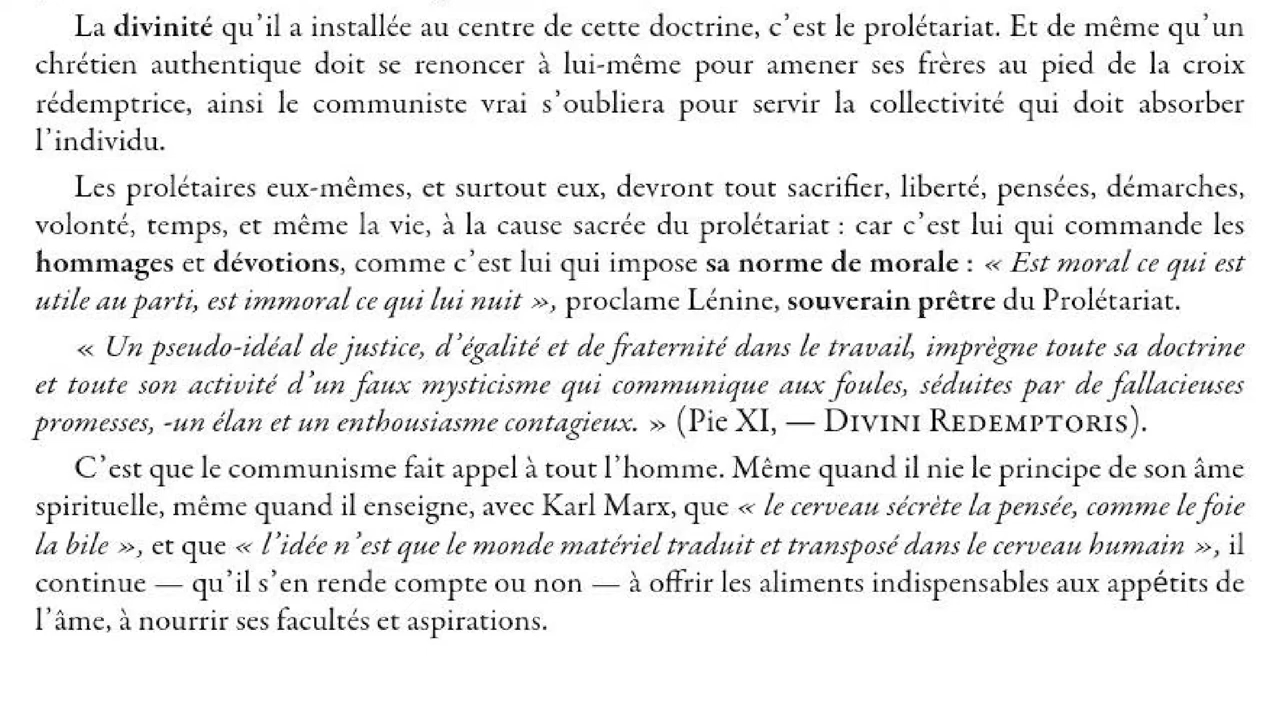 La divinité qu’il a installée au centre de cette doctrine, c’est le prolétariat. Et de même qu’un
chrétien authentique doit se renoncer à lui-même pour amener ses frères au pied de la croix
rédemptrice, ainsi le communiste vrai s’oubliera pour servir la collectivité qui doit absorber
l’individu.
Les prolétaires eux-mêmes, et surtout eux, devront tout sacrifier, liberté, pensées, démarches,
volonté, temps, et même la vie, à la cause sacrée du prolétariat : car c’est lui qui commande les
hommages et dévotions, comme c’est lui qui impose sa norme de morale : « Est moral ce qui est
utile au parti, est immoral ce qui lui nuit », proclame Lénine, souverain prêtre du Prolétariat.
« Un pseudo-idéal de justice, d’égalité et de fraternité dans le travail, imprègne toute sa doctrine
et toute son activité d’un faux mysticisme qui communique aux foules, séduites par de fallacieuses
promesses, -un élan et un enthousiasme contagieux. » (Pie XI, — DIVINI REDEMPTORIS).
C’est que le communisme fait appel à tout l’homme. Même quand il nie le principe de son âme
spirituelle, même quand il enseigne, avec Karl Marx, que « le cerveau sécrète la pensée, comme le foie
la bile », et que « l’idée n’est que le monde matériel traduit et transposé dans le cerveau humain », il
continue — qu’il s’en rende compte ou non — à offrir les aliments indispensables aux appétits de
l’âme, à nourrir ses facultés et aspirations.